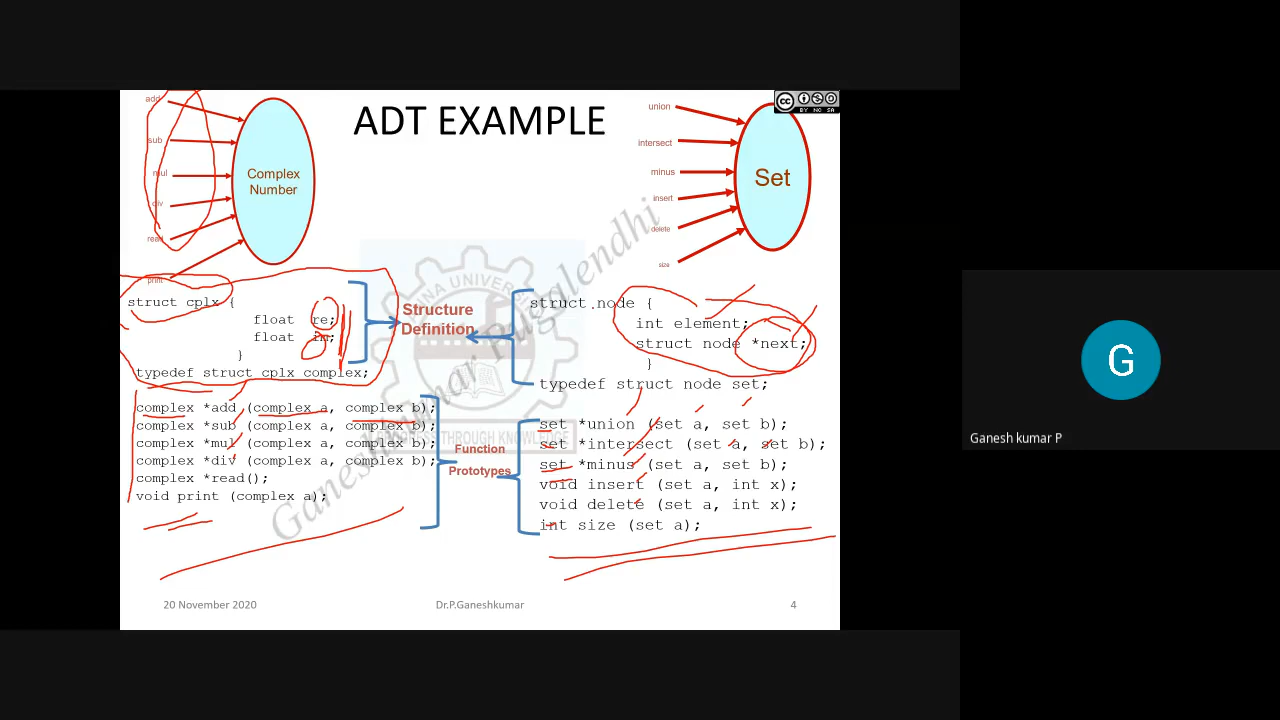 ADT EXAMPLE
add
sub
mul
div
read
print
Complex
Number
union
intersect
minus
insert
delete
size
Set
CC BY NC SA
struct cplx {
float re;
float im;
}
typedef struct cplx complex;
Structure
Definition
struct node {
int element;
struct node *next;
}
typedef struct node set;
complex *add (complex a, complex b);
complex *sub (complex a, complex b);
complex *mul (complex a, complex b);
complex *div (complex a, complex b);
complex *read();
void print (complex a);
Function
Prototypes
set *union (set a, set b);
set *intersect (set a, set b);
set *minus (set a, set b);
void insert (set a, int x);
void delete (set a, int x);
int size (set a);
20 November 2020
Dr.P.Ganeshkumar
4
G
Ganesh kumar P